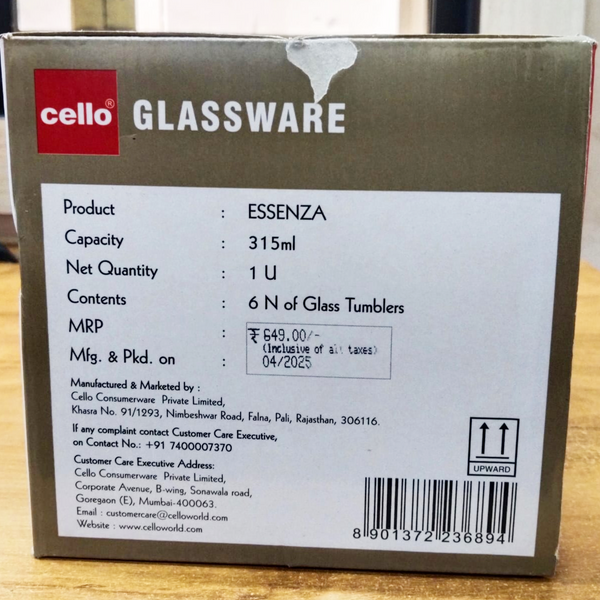 cello® GLASSWARE
Product : ESSENZA
Capacity : 315ml
Net Quantity : 1 U
Contents : 6 N of Glass Tumblers
MRP : ₹ 649.00/-
(Inclusive of all taxes)
Mfg. & Pkd. on : 04/2025
Manufactured & Marketed by :
Cello Consumerware Private Limited,
Khasra No. 91/1293, Nimbeshwar Road, Falna, Pali, Rajasthan, 306116.
If any complaint contact Customer Care Executive,
on Contact No.: +91 7400007370
Customer Care Executive Address:
Cello Consumerware Private Limited,
Corporate Avenue, B-wing, Sonawala road,
Goregaon (E), Mumbai-400063.
Email : customercare@celloworld.com
Website : www.celloworld.com
UPWARD
8 901372 236894